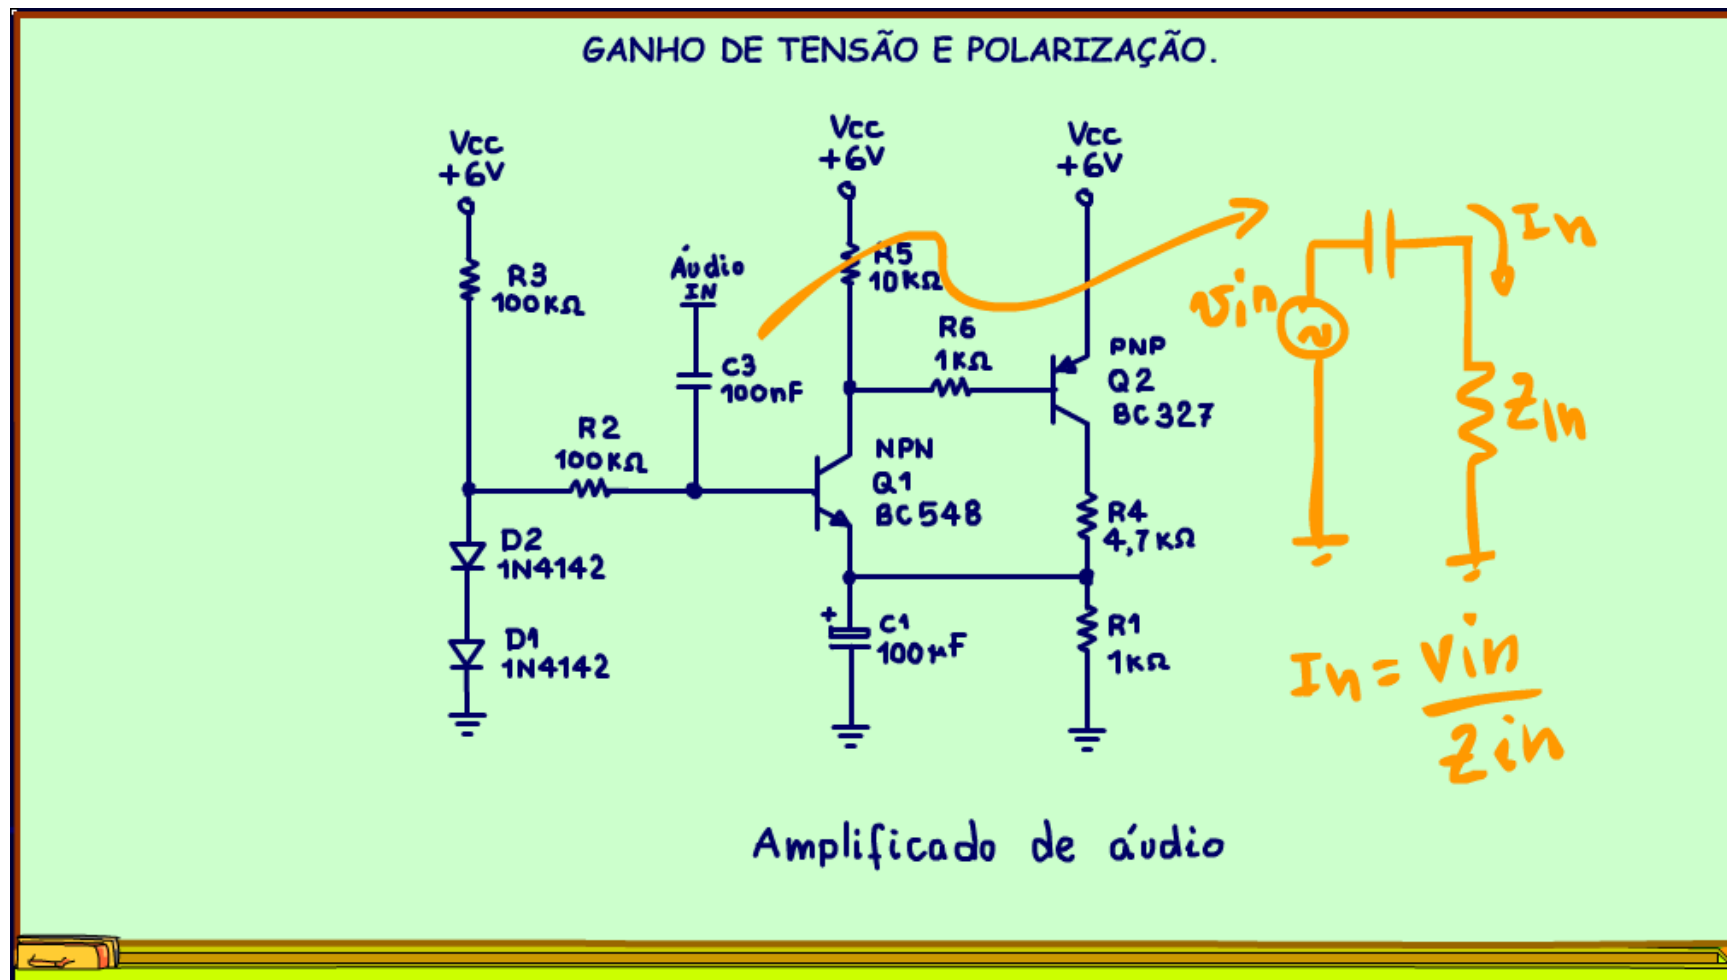 GANHO DE TENSÃO E POLARIZAÇÃO.
Vcc
+6V
Vcc
+6V
Vcc
+6V
R3
100KΩ
Áudio
IN
R5
10KΩ
C3
100nF
R6
1KΩ
PNP
Q2
BC327
R2
100KΩ
NPN
Q1
BC548
D2
1N4142
R4
4,7KΩ
D1
1N4142
+
C1
100µF
R1
1KΩ
In
vin
Zin
In = vin
Zin
Amplificado de áudio